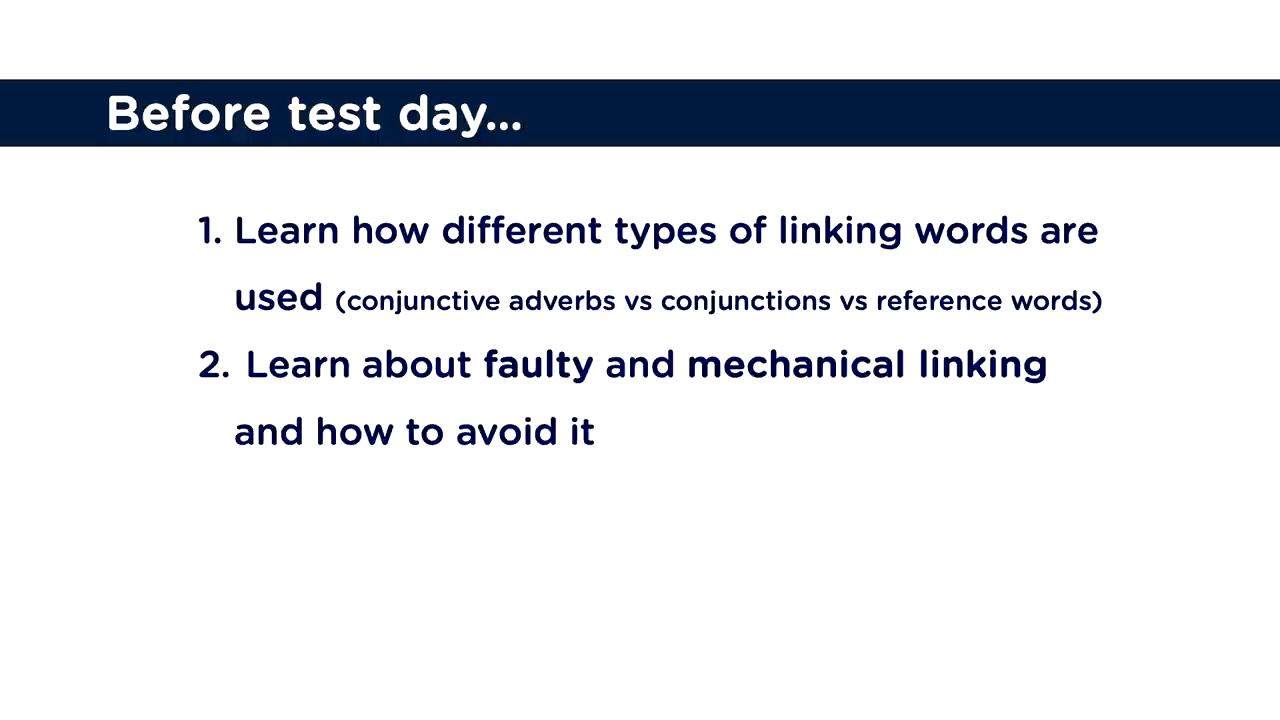 Before test day...
1. Learn how different types of linking words are
used (conjunctive adverbs vs conjunctions vs reference words)
2. Learn about faulty and mechanical linking
and how to avoid it